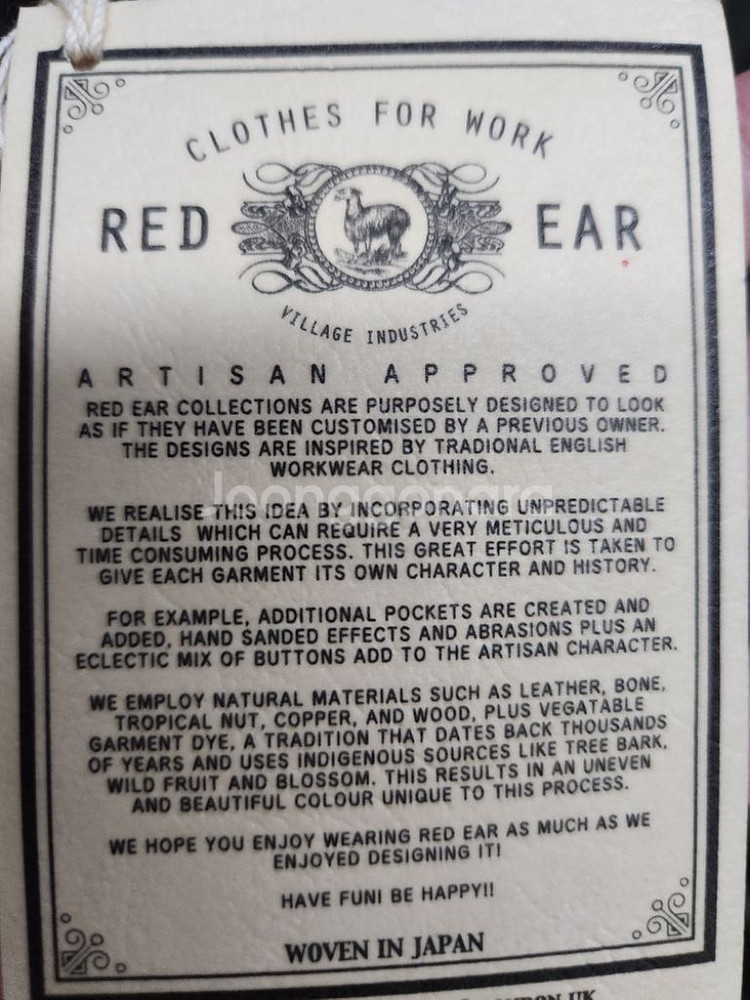 CLOTHES FOR WORK
RED EAR
VILLAGE INDUSTRIES
ARTISAN APPROVED
RED EAR COLLECTIONS ARE PURPOSELY DESIGNED TO LOOK
AS IF THEY HAVE BEEN CUSTOMISED BY A PREVIOUS OWNER.
THE DESIGNS ARE INSPIRED BY TRADIONAL ENGLISH
WORKWEAR CLOTHING.
WE REALISE THIS IDEA BY INCORPORATING UNPREDICTABLE
DETAILS WHICH CAN REQUIRE A VERY METICULOUS AND
TIME CONSUMING PROCESS. THIS GREAT EFFORT IS TAKEN TO
GIVE EACH GARMENT ITS OWN CHARACTER AND HISTORY.
FOR EXAMPLE, ADDITIONAL POCKETS ARE CREATED AND
ADDED, HAND SANDED EFFECTS AND ABRASIONS PLUS AN
ECLECTIC MIX OF BUTTONS ADD TO THE ARTISAN CHARACTER.
WE EMPLOY NATURAL MATERIALS SUCH AS LEATHER, BONE,
TROPICAL NUT, COPPER, AND WOOD, PLUS VEGATABLE
GARMENT DYE, A TRADITION THAT DATES BACK THOUSANDS
OF YEARS AND USES INDIGENOUS SOURCES LIKE TREE BARK,
WILD FRUIT AND BLOSSOM. THIS RESULTS IN AN UNEVEN
AND BEAUTIFUL COLOUR UNIQUE TO THIS PROCESS.
WE HOPE YOU ENJOY WEARING RED EAR AS MUCH AS WE
ENJOYED DESIGNING IT!
HAVE FUN! BE HAPPY!!
WOVEN IN JAPAN
UK